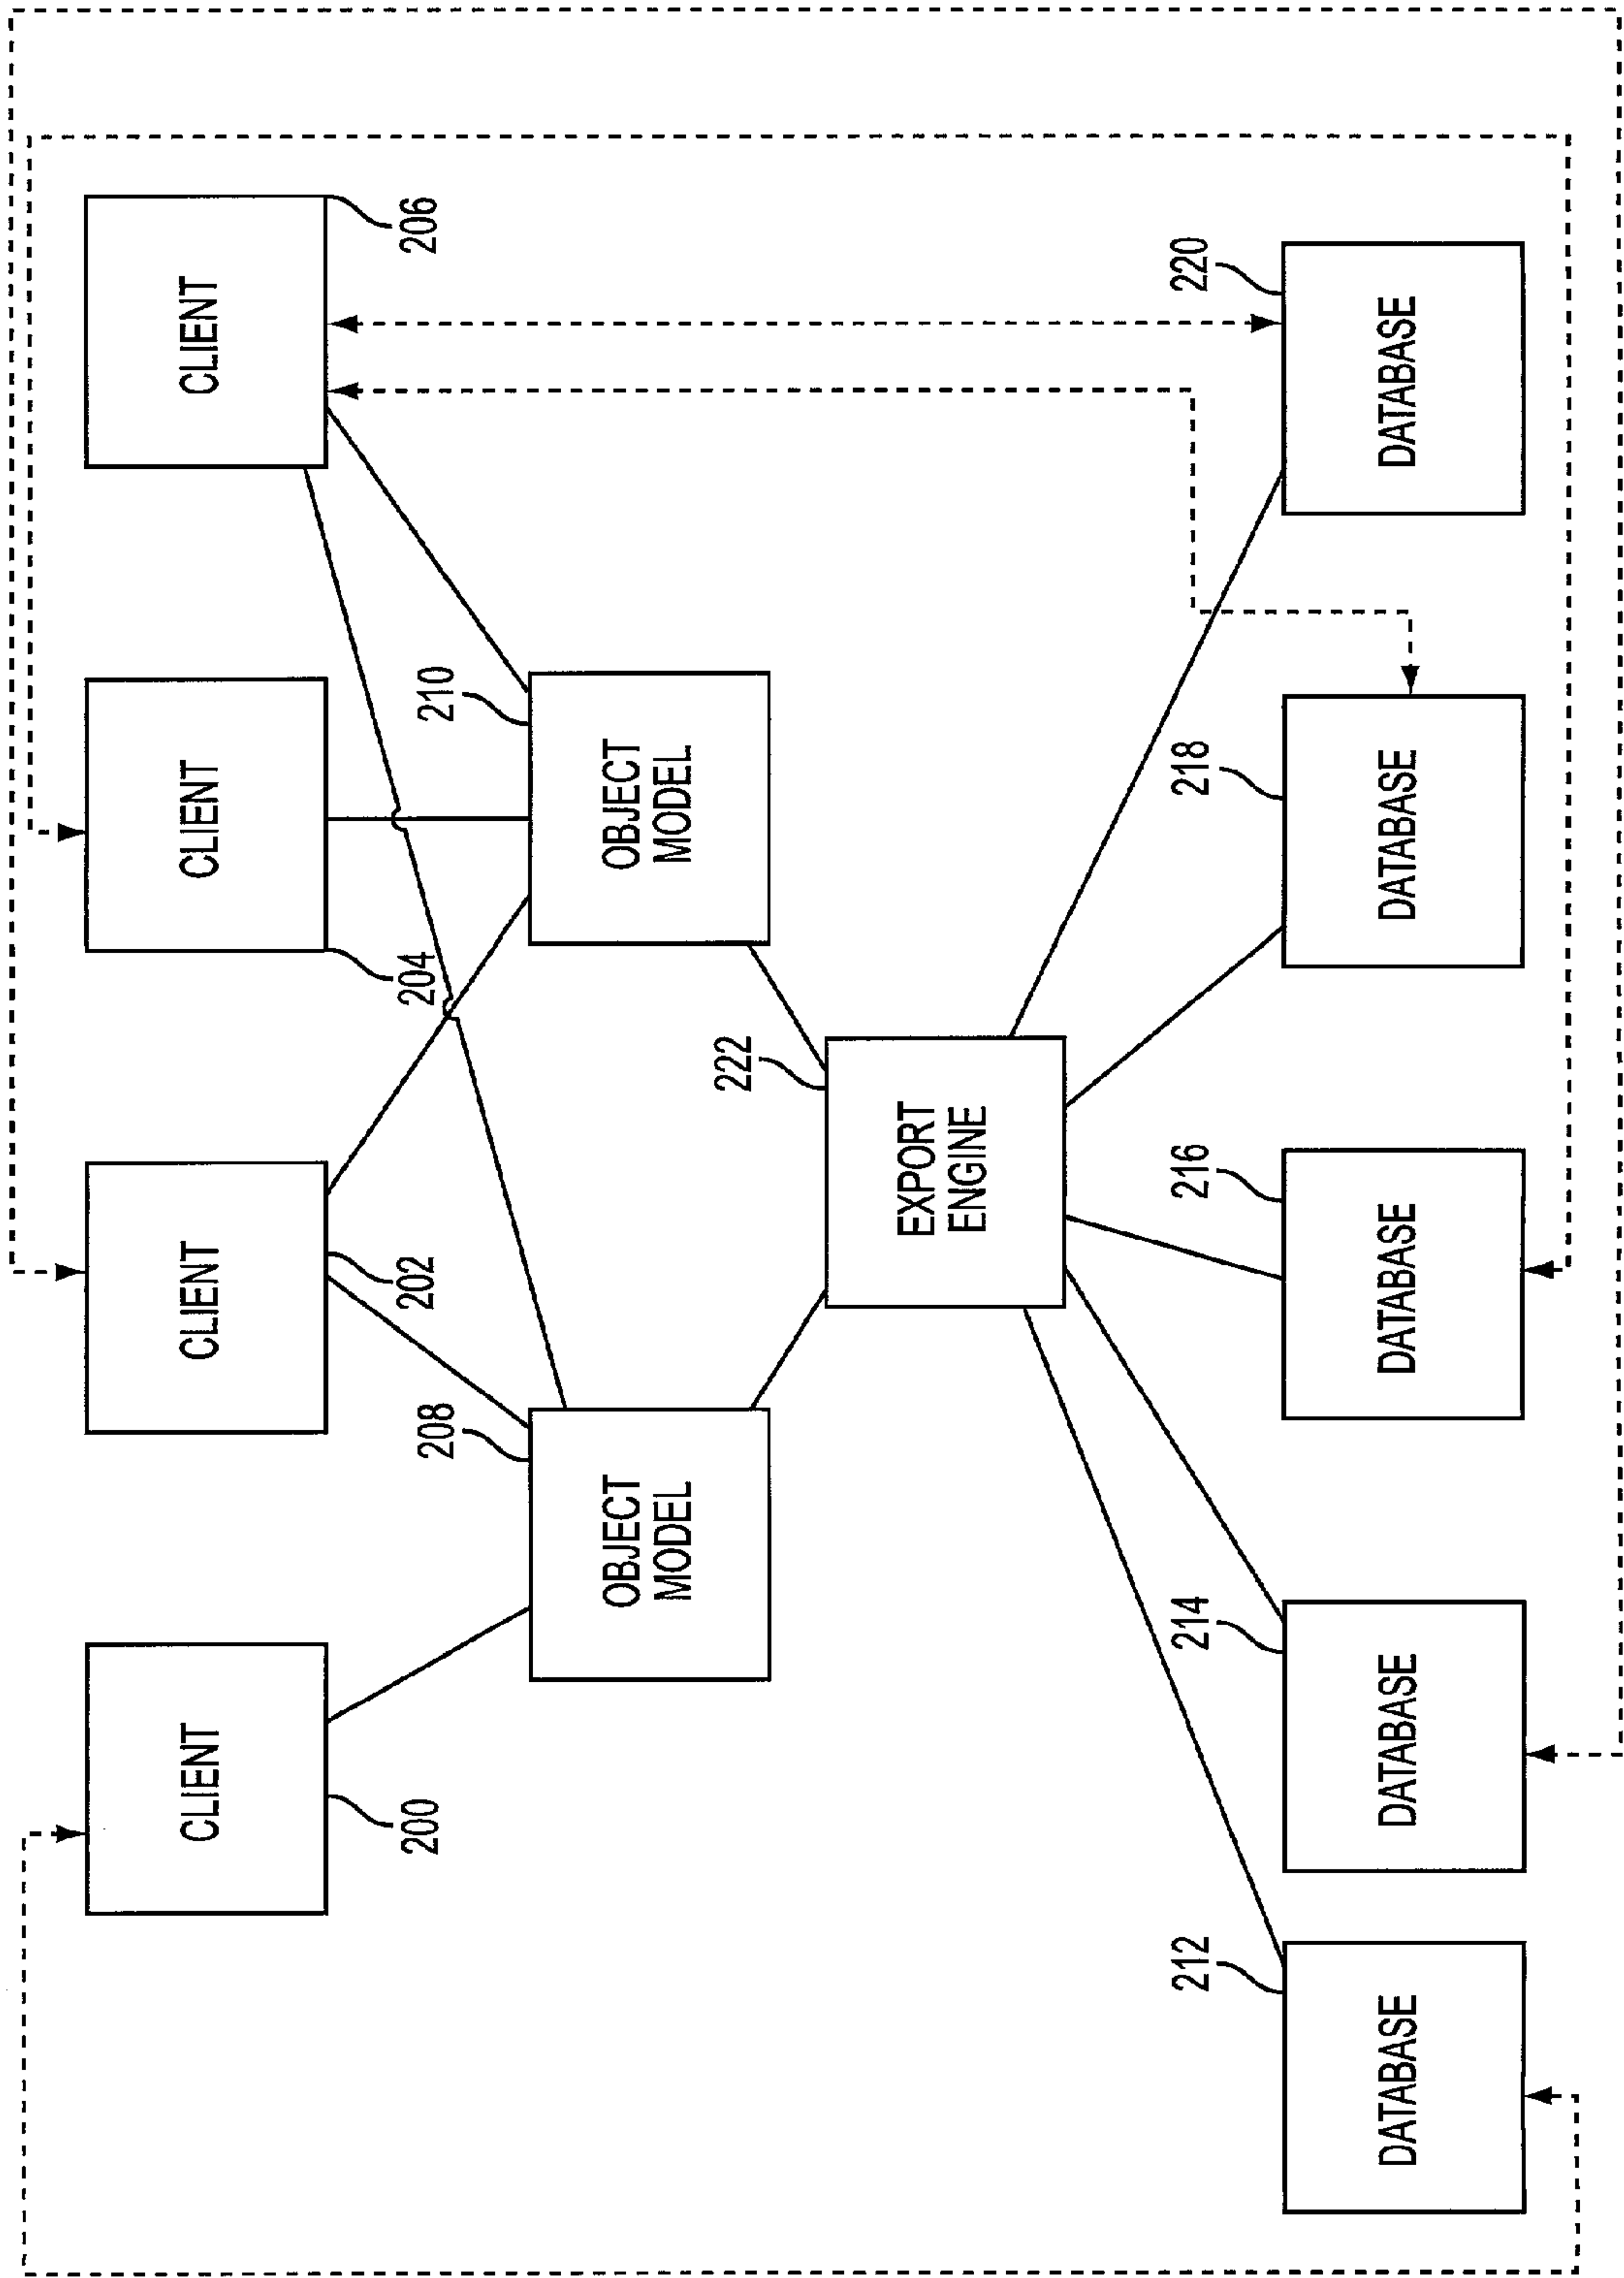 CLIENT
200
CLIENT
202
CLIENT
204
CLIENT
206
OBJECT
MODEL
208
OBJECT
MODEL
210
EXPORT
ENGINE
222
212
DATABASE
214
DATABASE
216
DATABASE
218
DATABASE
220
DATABASE